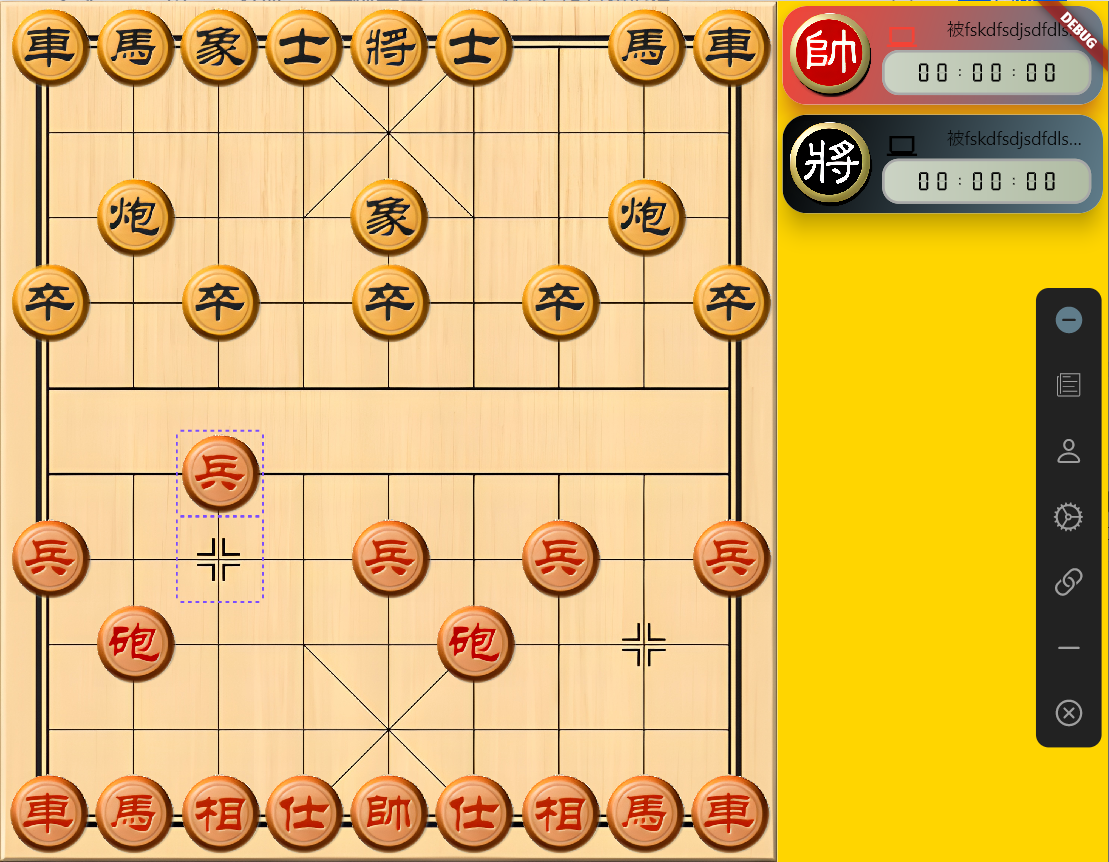 車馬象士將士馬車
炮象炮
卒卒卒卒卒
兵
兵兵兵兵
砲砲
車馬相仕帥仕相馬車
帥
被fskdfsdjsdfdls...
00:00:00
DEBUG
將
被fskdfsdjsdfdls...
00:00:00